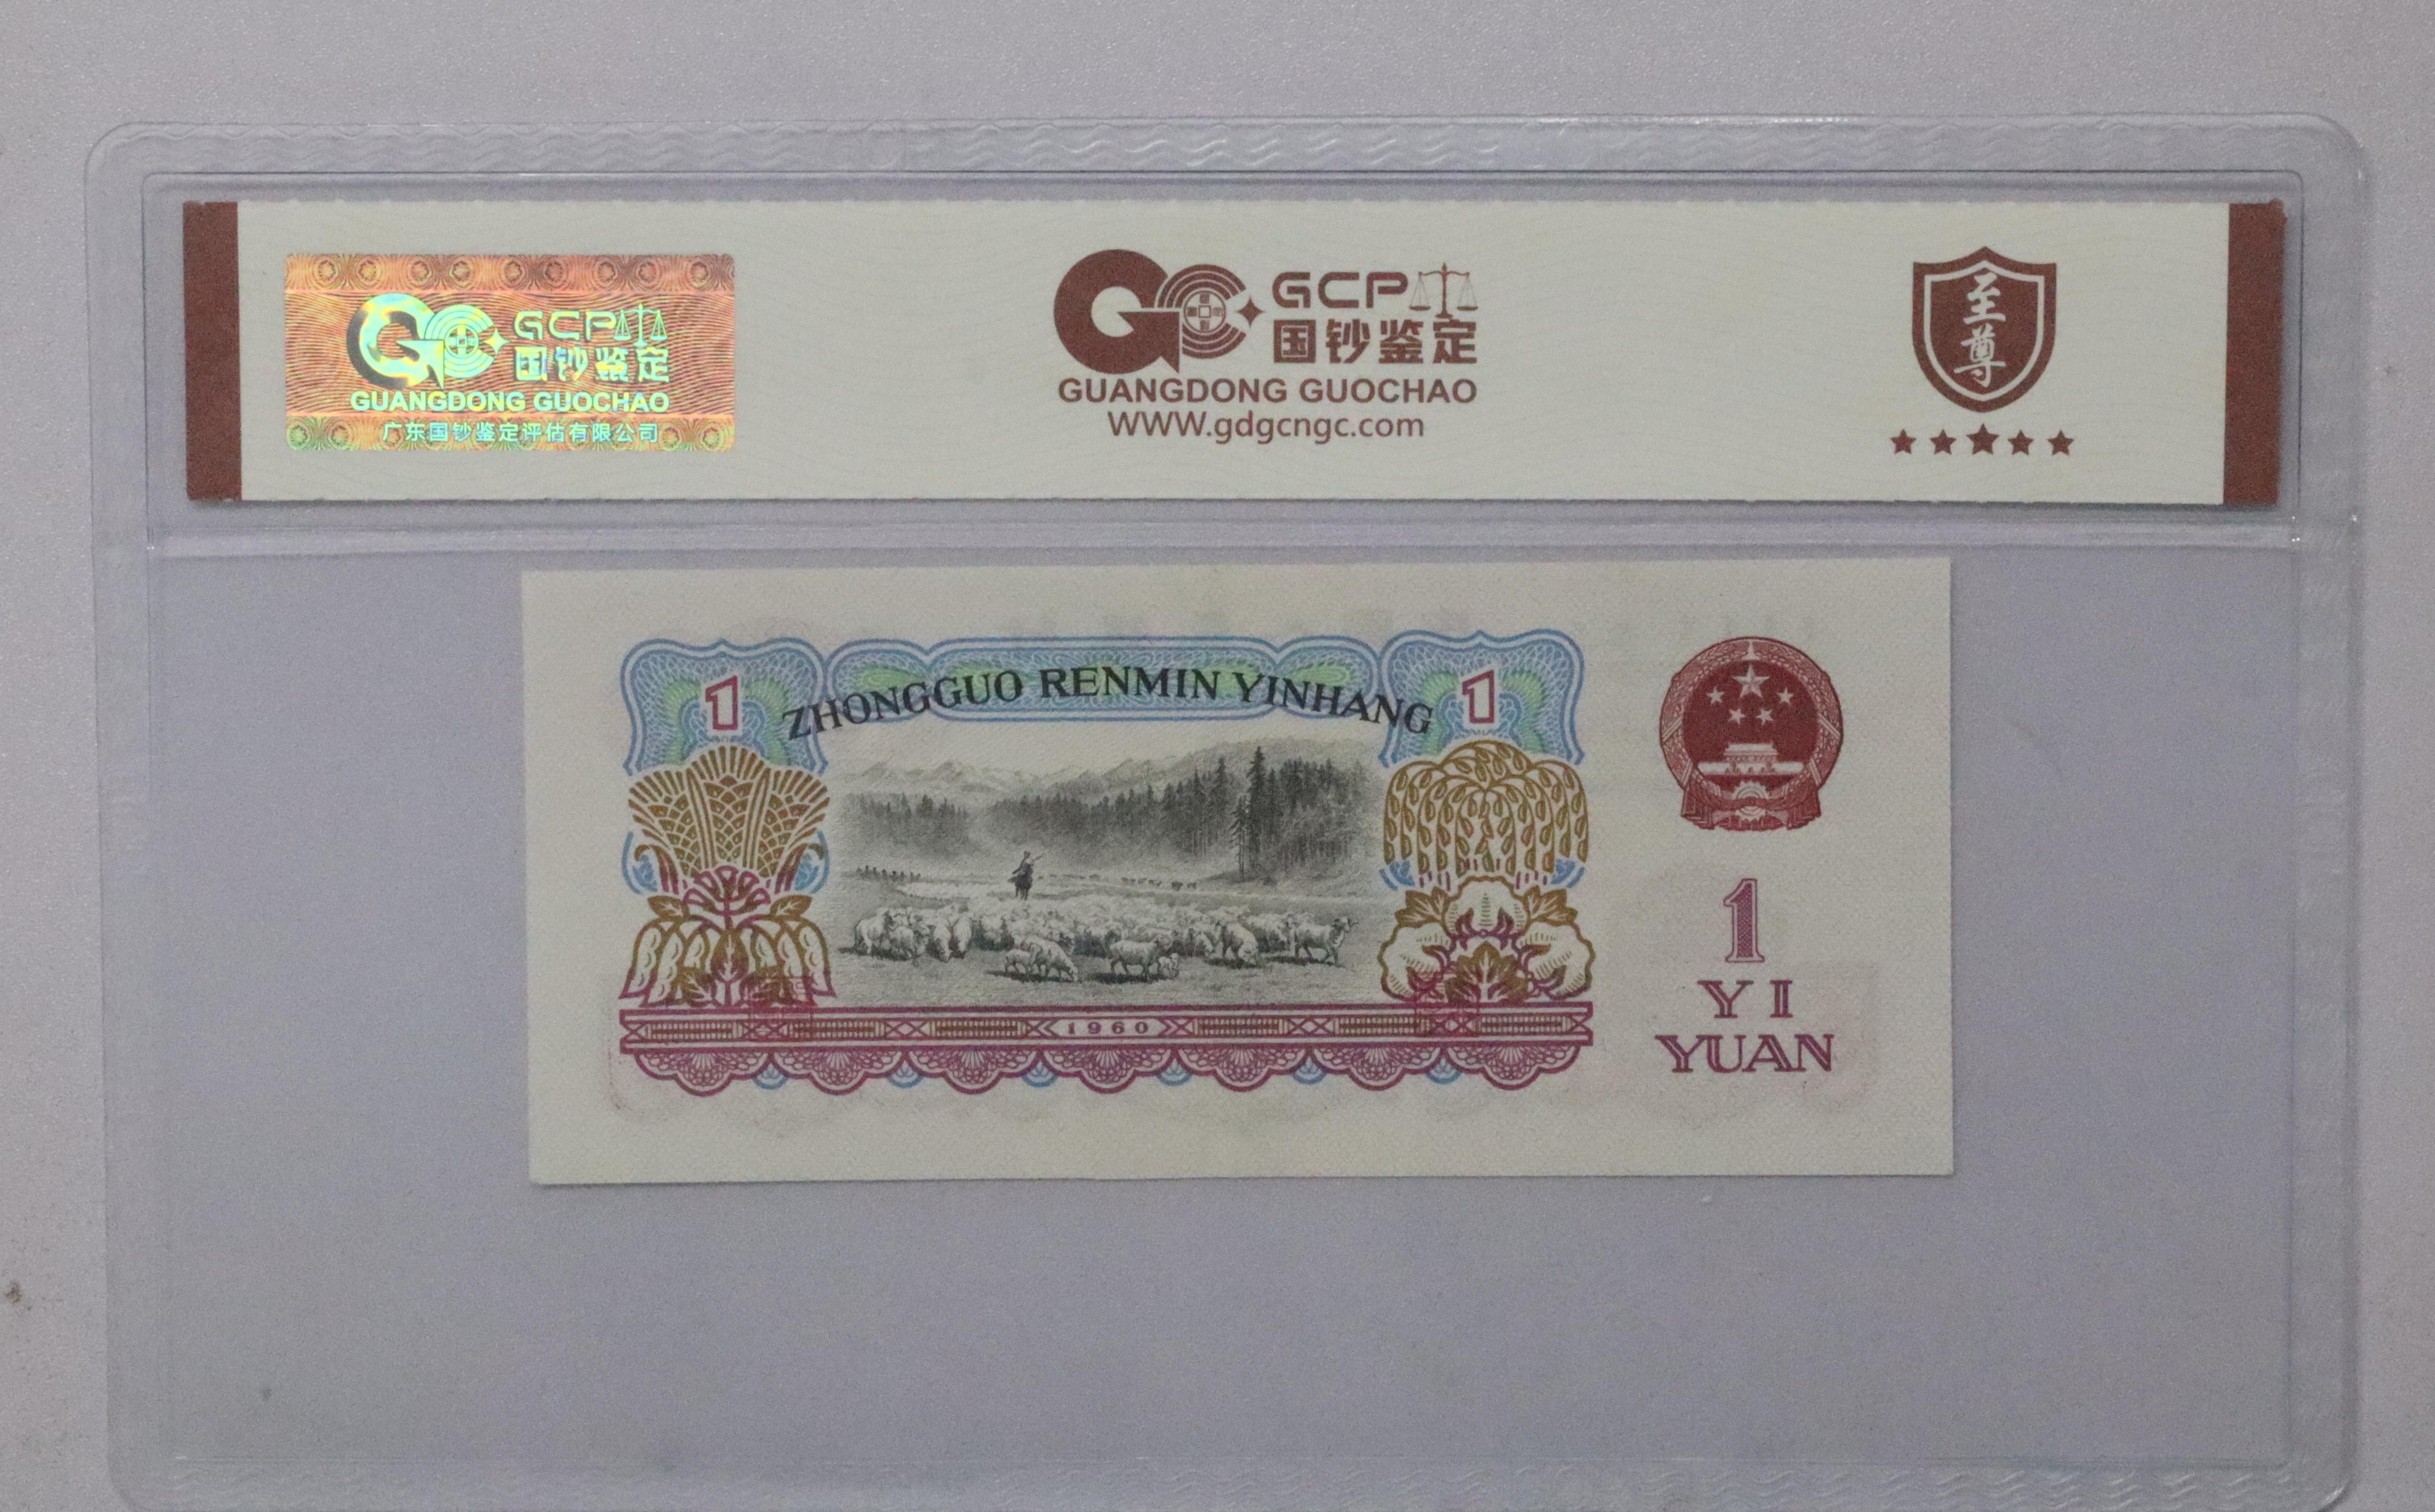 GCP
国钞鉴定
GUANGDONG GUOCHAO
广东国钞鉴定评估有限公司
GCP
国钞鉴定
GUANGDONG GUOCHAO
WWW.gdgcngc.com
至
尊
1
ZHONGGUO RENMIN YINHANG
1
1960
1
YI
YUAN